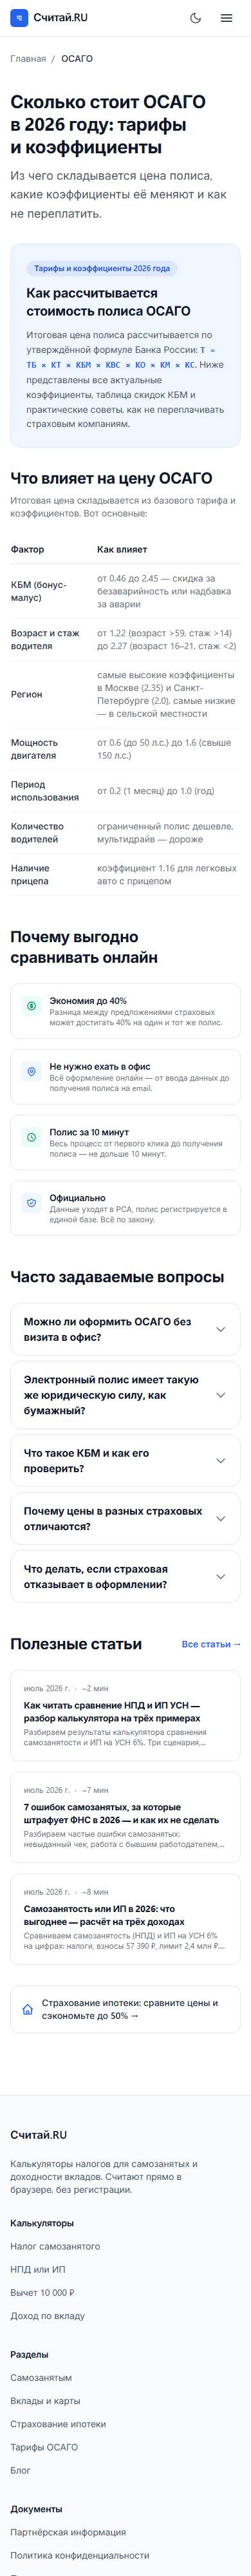 Считай.RU
Главная / ОСАГО
Сколько стоит ОСАГО
в 2026 году: тарифы
и коэффициенты
Из чего складывается цена полиса,
какие коэффициенты её меняют и как
не переплатить.
Тарифы и коэффициенты 2026 года
Как рассчитывается
стоимость полиса ОСАГО
Итоговая цена полиса рассчитывается по
утверждённой формуле Банка России: Т =
ТБ × КТ × КБМ × КВС × КО × КМ × КС. Ниже
представлены все актуальные
коэффициенты, таблица скидок КБМ и
практические советы, как не переплачивать
страховым компаниям.
Что влияет на цену ОСАГО
Итоговая цена складывается из базового тарифа и
коэффициентов. Вот основные:
Фактор Как влияет
КБМ (бонус-
малус)
от 0.46 до 2.45 — скидка за
безаварийность или надбавка
за аварии
Возраст и стаж
водителя
от 1.22 (возраст >59, стаж >14)
до 2.27 (возраст 16–21, стаж <2)
Регион
самые высокие коэффициенты
в Москве (2.35) и Санкт-
Петербурге (2.0), самые низкие
— в сельской местности
Мощность
двигателя
от 0.6 (до 50 л.с.) до 1.6 (свыше
150 л.с.)
Период
использования
от 0.2 (1 месяц) до 1.0 (год)
Количество
водителей
ограниченный полис дешевле,
мультидрайв — дороже
Наличие
прицепа
коэффициент 1.16 для легковых
авто с прицепом
Почему выгодно
сравнивать онлайн
Экономия до 40%
Разница между предложениями страховых
может достигать 40% на один и тот же полис.
Не нужно ехать в офис
Всё оформление онлайн — от ввода данных до
получения полиса на email.
Полис за 10 минут
Весь процесс от первого клика до получения
полиса — не дольше 10 минут.
Официально
Данные уходят в РСА, полис регистрируется в
единой базе. Всё по закону.
Часто задаваемые вопросы
Можно ли оформить ОСАГО без
визита в офис?
Электронный полис имеет такую
же юридическую силу, как
бумажный?
Что такое КБМ и как его
проверить?
Почему цены в разных страховых
отличаются?
Что делать, если страховая
отказывает в оформлении?
Полезные статьи Все статьи →
июль 2026 г. · ~2 мин
Как читать сравнение НПД и ИП УСН —
разбор калькулятора на трёх примерах
Разбираем результаты калькулятора сравнения
самозанятости и ИП на УСН 6%. Три сценария,…
июль 2026 г. · ~7 мин
7 ошибок самозанятых, за которые
штрафует ФНС в 2026 — и как их не сделать
Разбираем частые ошибки самозанятых:
невыданный чек, работа с бывшим работодателем,…
июль 2026 г. · ~8 мин
Самозанятость или ИП в 2026: что
выгоднее — расчёт на трёх доходах
Сравниваем самозанятость (НПД) и ИП на УСН 6%
на цифрах: налоги, взносы 57 390 ₽, лимит 2,4 млн ₽.…
Страхование ипотеки: сравните цены и
сэкономьте до 50% →
Считай.RU
Калькуляторы налогов для самозанятых и
доходности вкладов. Считают прямо в
браузере, без регистрации.
Калькуляторы
Налог самозанятого
НПД или ИП
Вычет 10 000 ₽
Доход по вкладу
Разделы
Самозанятым
Вклады и карты
Страхование ипотеки
Тарифы ОСАГО
Блог
Документы
Партнёрская информация
Политика конфиденциальности